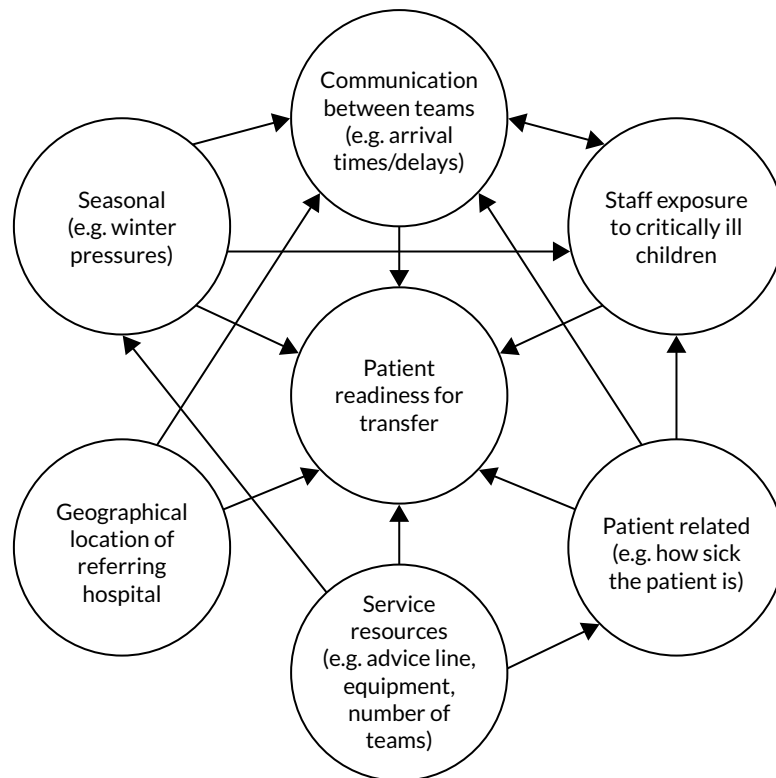 Communication
between teams
(e.g. arrival
times/delays)
Seasonal
(e.g. winter
pressures)
Staff exposure
to critically ill
children
Patient
readiness for
transfer
Geographical
location of
referring
hospital
Patient related
(e.g. how sick
the patient is)
Service
resources
(e.g. advice line,
equipment,
number of
teams)